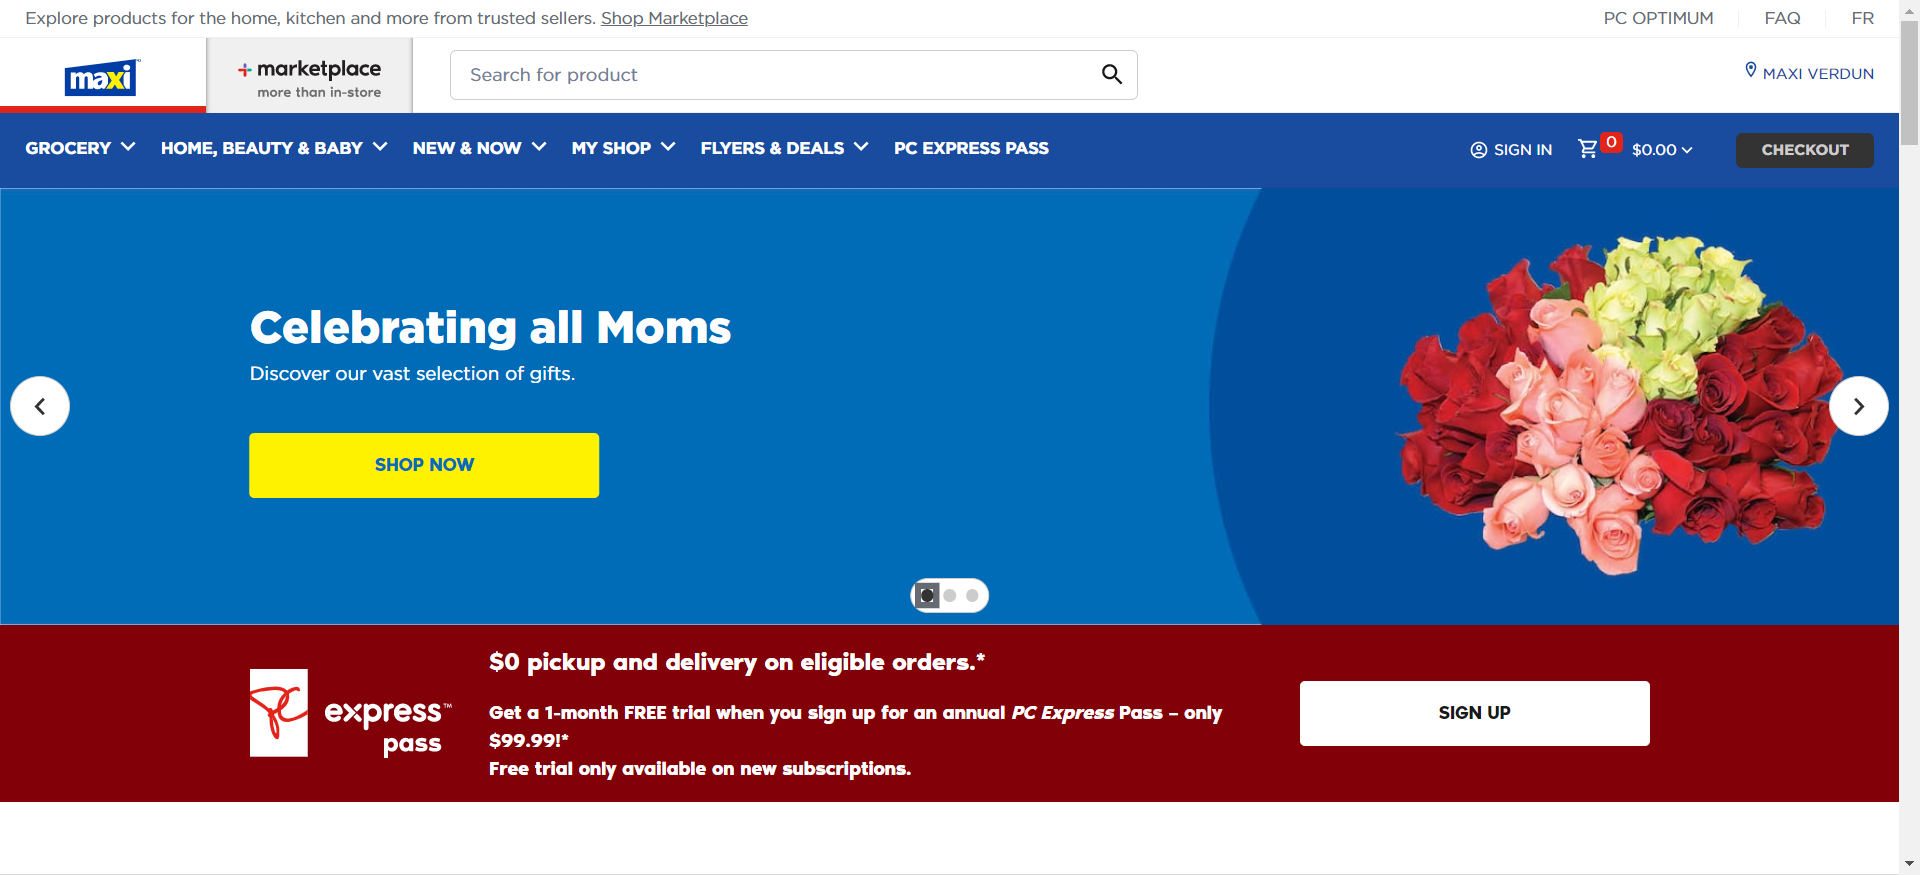 Explore products for the home, kitchen and more from trusted sellers. Shop Marketplace
PC OPTIMUM
FAQ
FR
maxi
marketplace
more than in-store
Search for product
MAXI VERDUN
GROCERY
HOME, BEAUTY & BABY
NEW & NOW
MY SHOP
FLYERS & DEALS
PC EXPRESS PASS
SIGN IN
0
$0.00
CHECKOUT
Celebrating all Moms
Discover our vast selection of gifts.
SHOP NOW
PC
express™
pass
$0 pickup and delivery on eligible orders.*
Get a 1-month FREE trial when you sign up for an annual PC Express Pass – only
$99.99!*
Free trial only available on new subscriptions.
SIGN UP